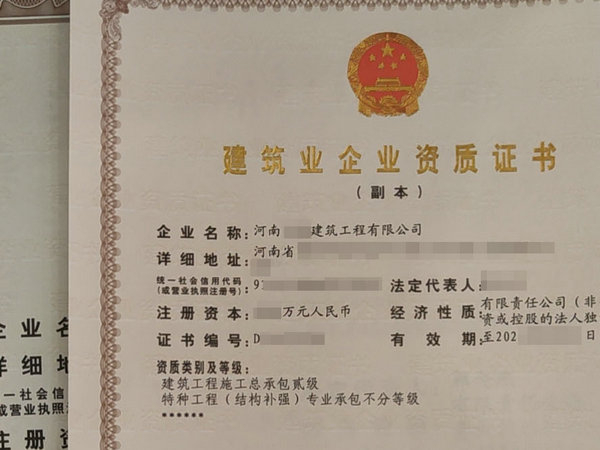 建筑业企业资质证书
（副本）
企业名称：河南 建筑工程有限公司
详细地址：河南省
统一社会信用代码
（或营业执照注册号）：91
法定代表人：
注册资本： 万元人民币
经济性质：有限责任公司（非
资或控股的法人独
证书编号：D
有效期：至202 日
资质类别及等级：
建筑工程施工总承包贰级
特种工程（结构补强）专业承包不分等级
******
企业名
详细地
一社会信
或营业执照注
注册资